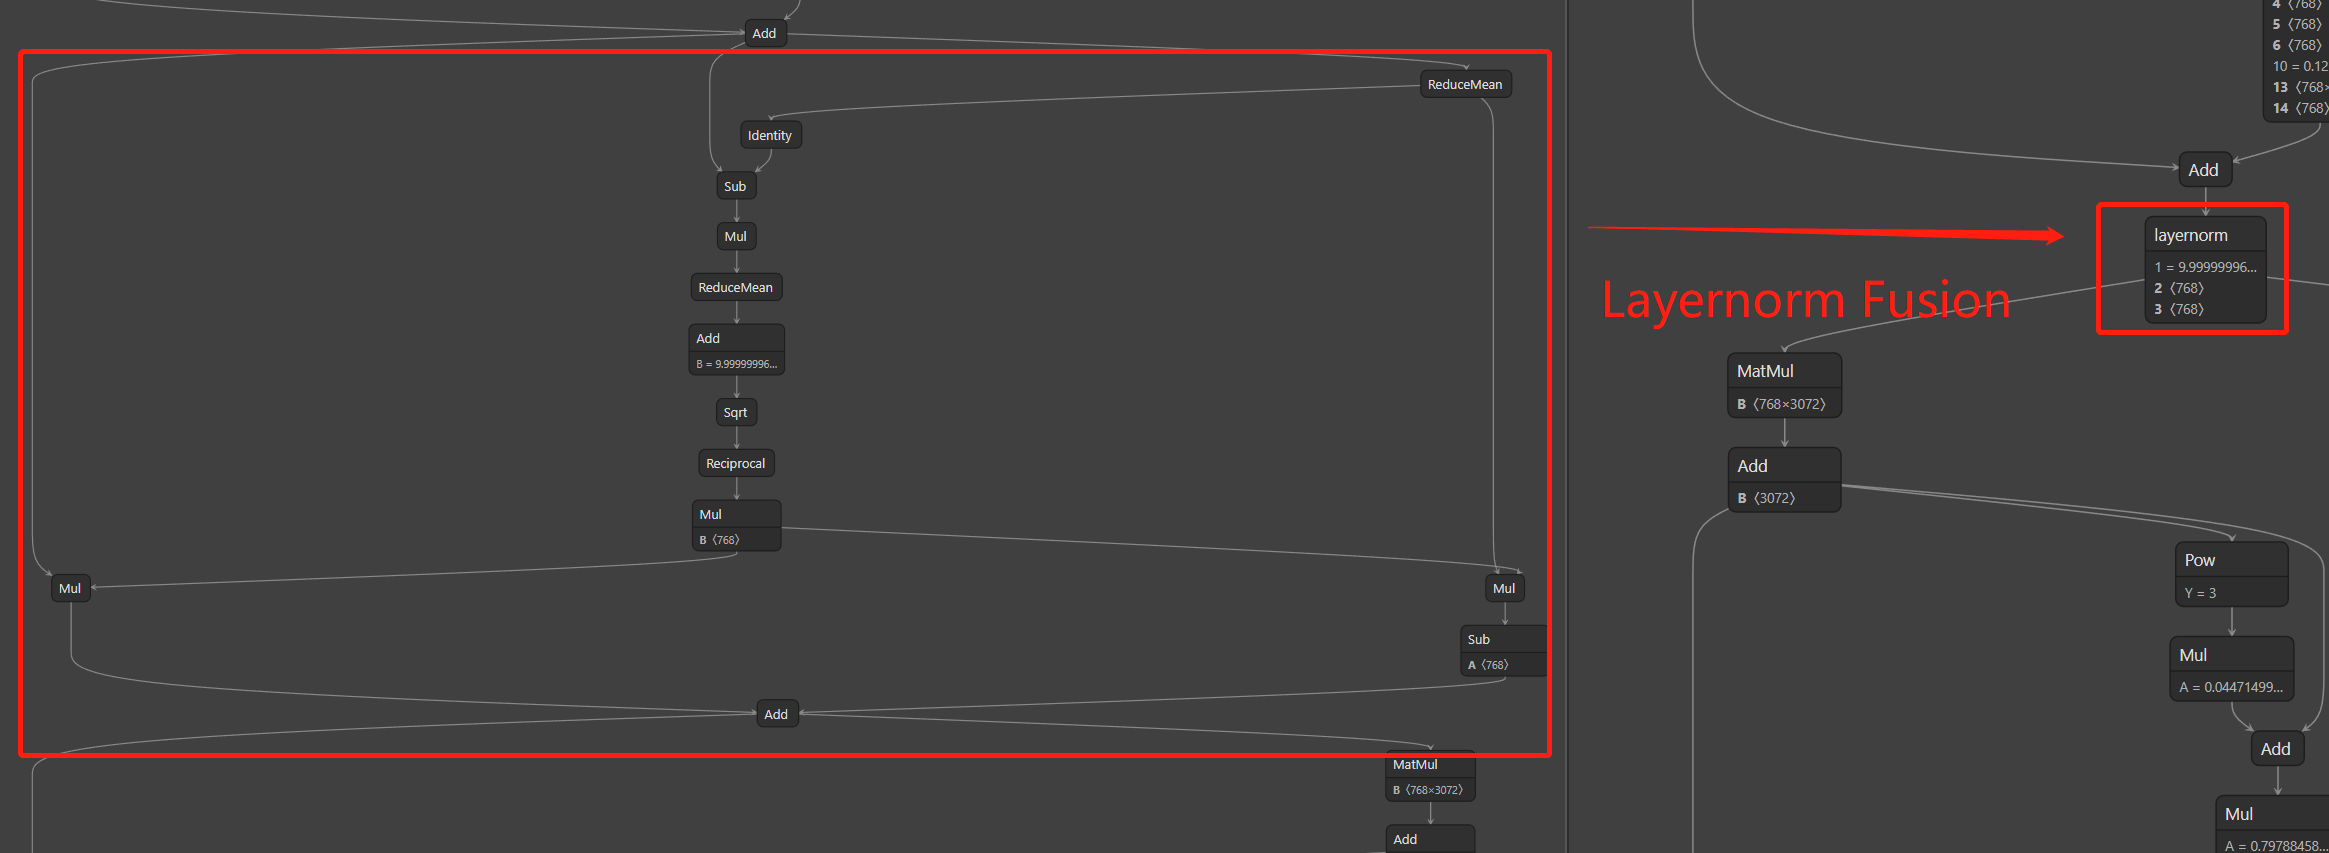 Add
ReduceMean
Identity
Sub
Mul
ReduceMean
Add
B = 9.99999996...
Sqrt
Reciprocal
Mul
B 〈768〉
Mul
Mul
Sub
A 〈768〉
Add
MatMul
B 〈768×3072〉
Add
Layernorm Fusion
4 〈768〉
5 〈768〉
6 〈768〉
10 = 0.12
13 〈768×
14 〈768〉
Add
layernorm
1 = 9.99999996...
2 〈768〉
3 〈768〉
MatMul
B 〈768×3072〉
Add
B 〈3072〉
Pow
Y = 3
Mul
A = 0.04471499...
Add
Mul
A = 0.79788458...